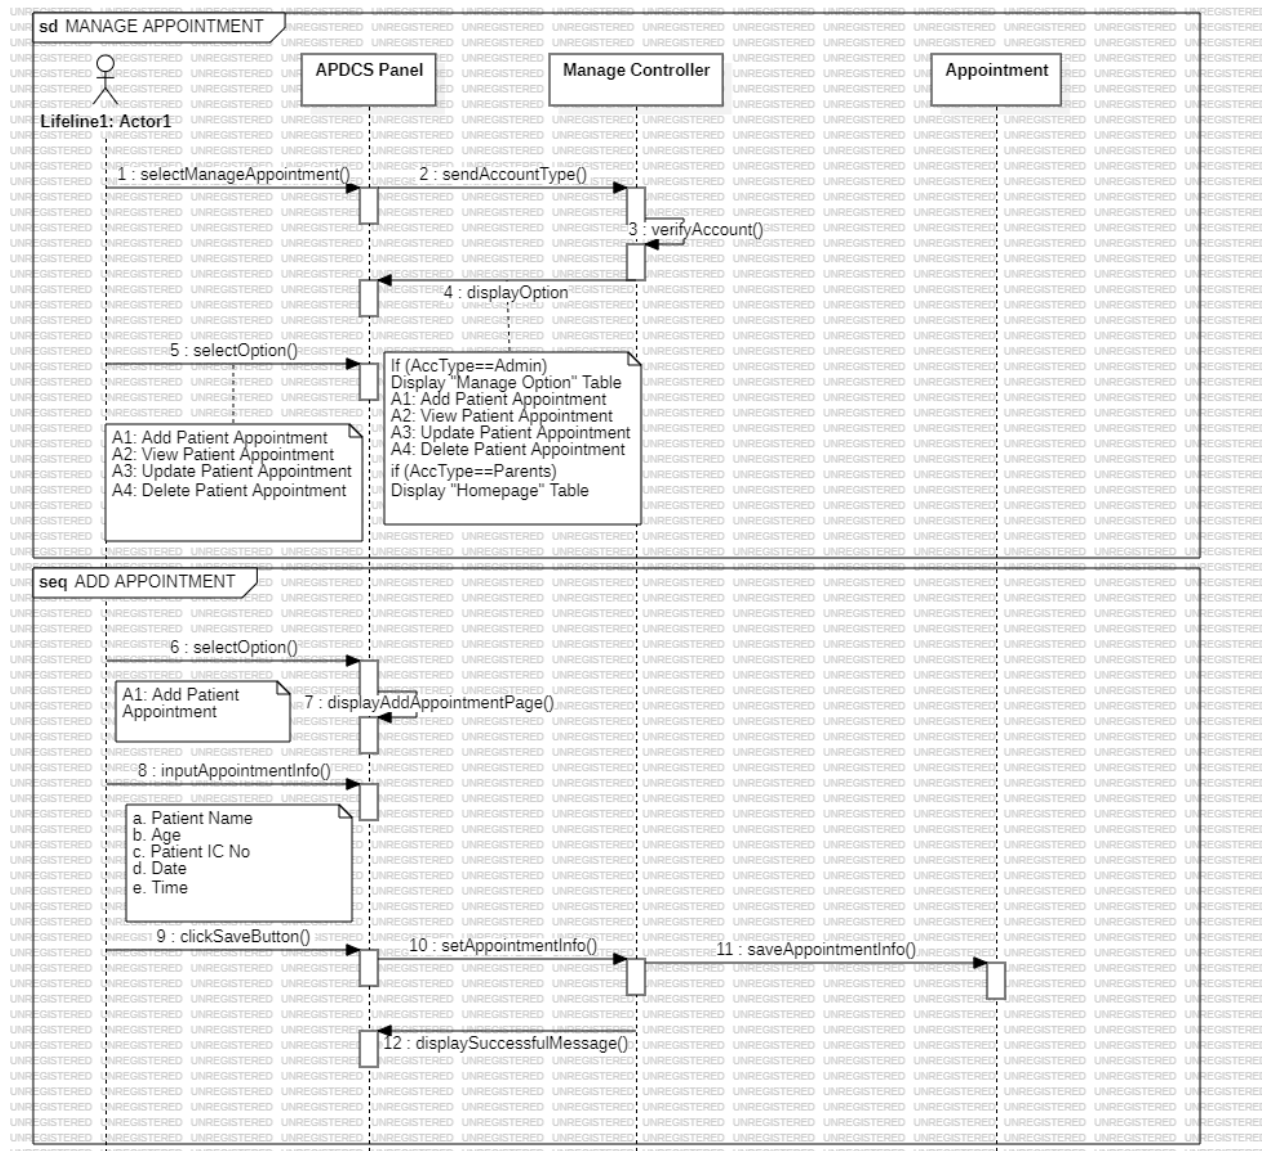 sd MANAGE APPOINTMENT
APDCS Panel
Manage Controller
Appointment
Lifeline1: Actor1
1 : selectManageAppointment()
2 : sendAccountType()
3 : verifyAccount()
4 : displayOption
5 : selectOption()
If (AccType==Admin)
Display "Manage Option" Table
A1: Add Patient Appointment
A2: View Patient Appointment
A3: Update Patient Appointment
A4: Delete Patient Appointment
if (AccType==Parents)
Display "Homepage" Table
A1: Add Patient Appointment
A2: View Patient Appointment
A3: Update Patient Appointment
A4: Delete Patient Appointment
seq ADD APPOINTMENT
6 : selectOption()
A1: Add Patient
Appointment
7 : displayAddAppointmentPage()
8 : inputAppointmentInfo()
a. Patient Name
b. Age
c. Patient IC No
d. Date
e. Time
9 : clickSaveButton()
10 : setAppointmentInfo()
11 : saveAppointmentInfo()
12 : displaySuccessfulMessage()
UNREGISTERED